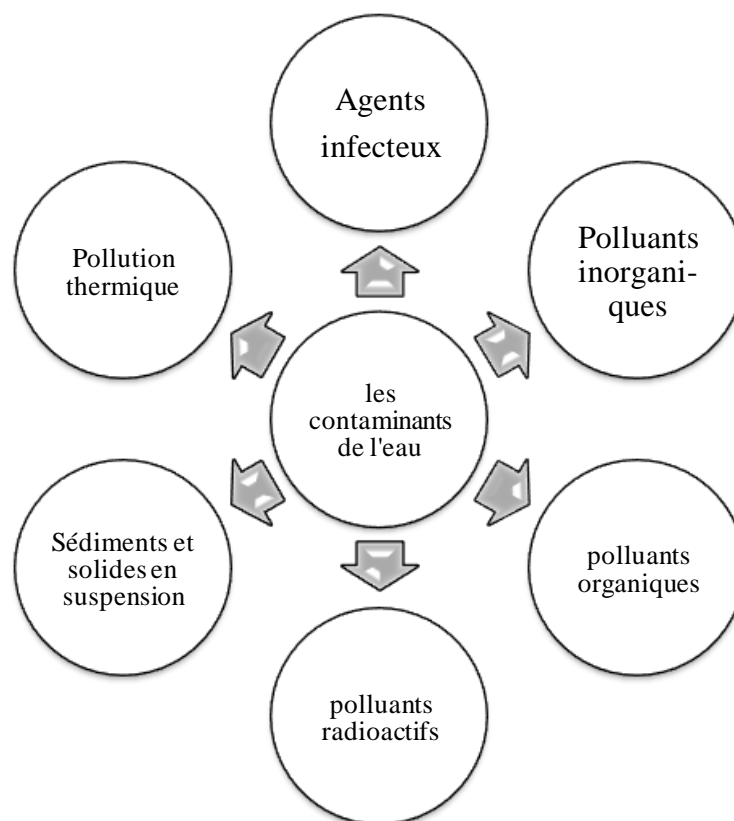 Agents
infecteux
Pollution
thermique
Polluants
inorgani-
ques
les
contaminants
de l'eau
Sédiments et
solides en
suspension
polluants
organiques
polluants
radioactifs